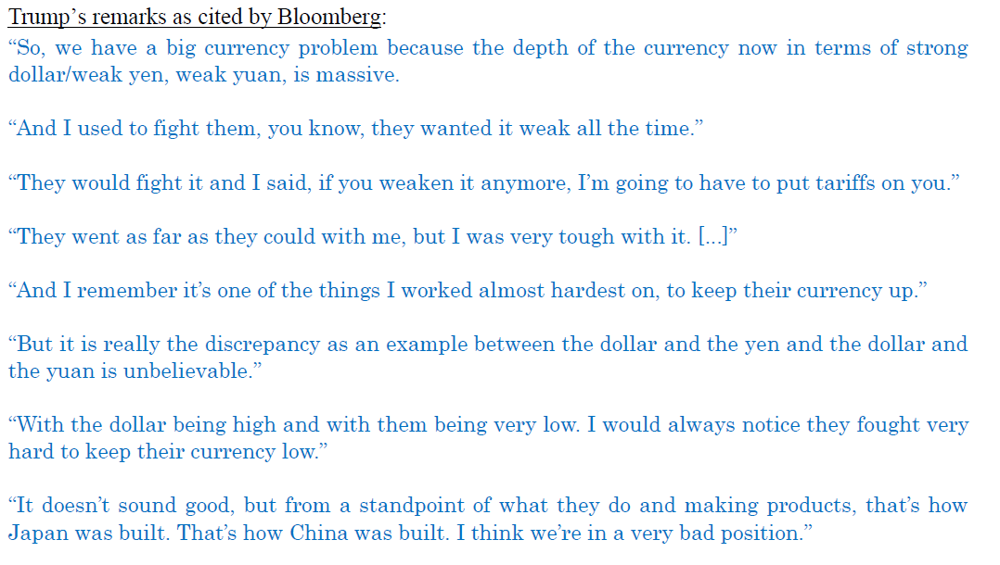 Trump’s remarks as cited by Bloomberg:
“So, we have a big currency problem because the depth of the currency now in terms of strong
dollar/weak yen, weak yuan, is massive.
“And I used to fight them, you know, they wanted it weak all the time.”
“They would fight it and I said, if you weaken it anymore, I’m going to have to put tariffs on you.”
“They went as far as they could with me, but I was very tough with it. [...]”
“And I remember it’s one of the things I worked almost hardest on, to keep their currency up.”
“But it is really the discrepancy as an example between the dollar and the yen and the dollar and
the yuan is unbelievable.”
“With the dollar being high and with them being very low. I would always notice they fought very
hard to keep their currency low.”
“It doesn’t sound good, but from a standpoint of what they do and making products, that’s how
Japan was built. That’s how China was built. I think we’re in a very bad position.”